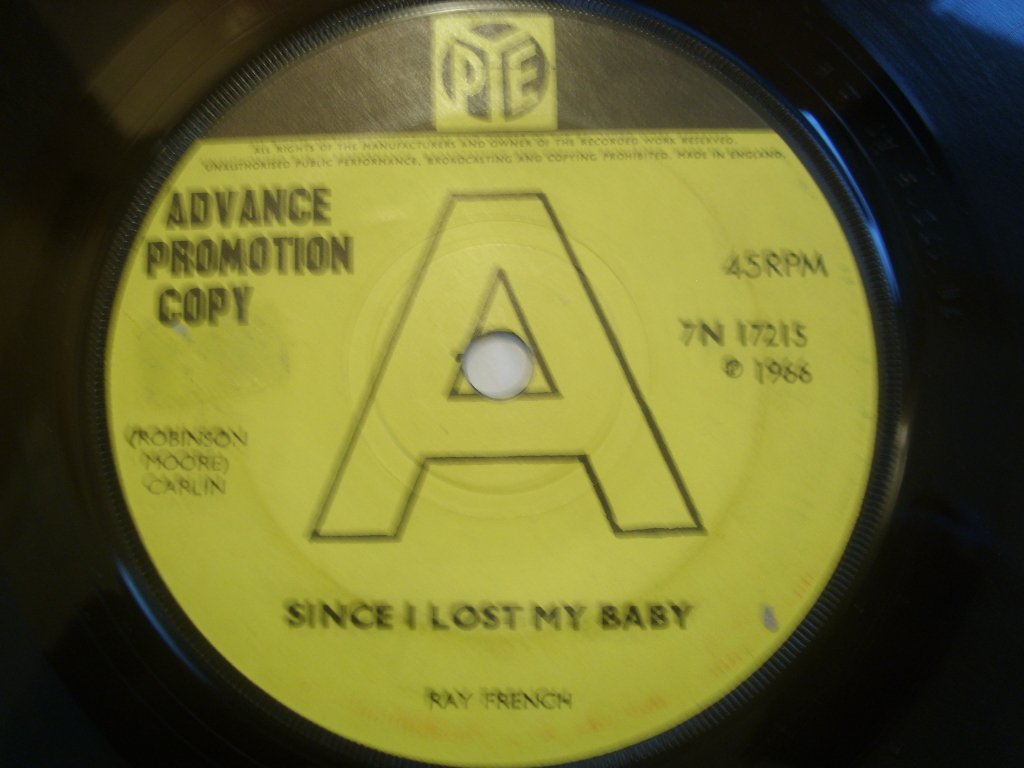 PYE
ALL RIGHTS OF THE MANUFACTURERS AND OWNER OF THE RECORDED WORK RESERVED.
UNAUTHORISED PUBLIC PERFORMANCE, BROADCASTING AND COPYING PROHIBITED. MADE IN ENGLAND.
ADVANCE
PROMOTION
COPY
A
45RPM
7N 17215
℗ 1966
(ROBINSON
MOORE)
CARLIN
SINCE I LOST MY BABY
RAY FRENCH